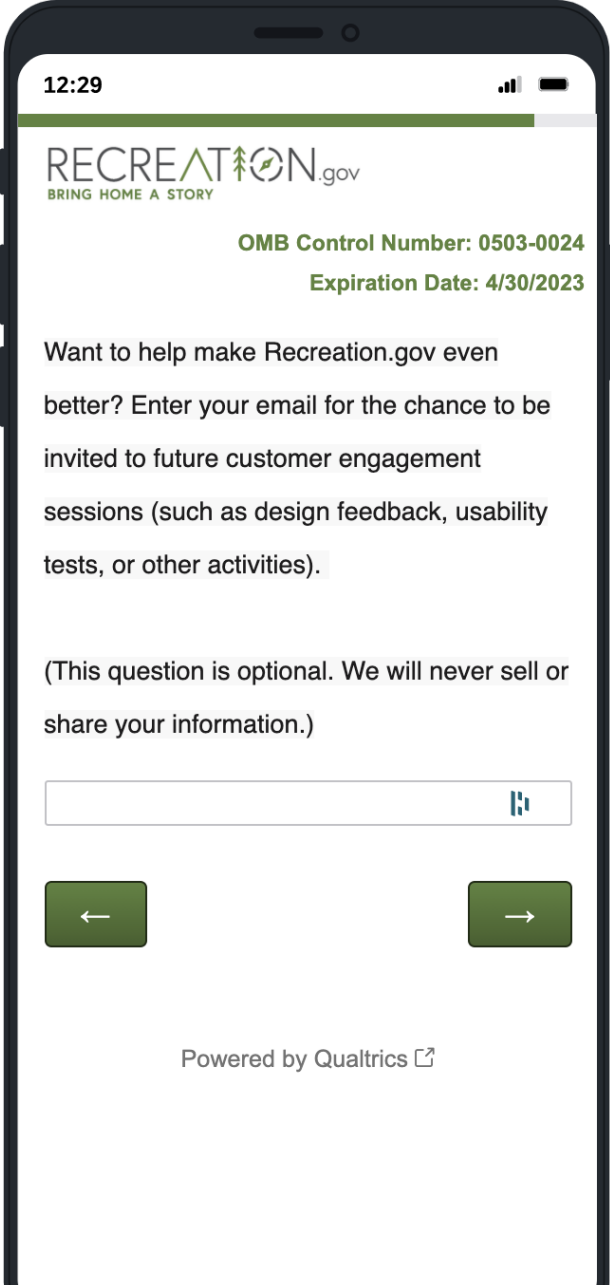 12:29
RECREATION.gov
BRING HOME A STORY
OMB Control Number: 0503-0024
Expiration Date: 4/30/2023
Want to help make Recreation.gov even
better? Enter your email for the chance to be
invited to future customer engagement
sessions (such as design feedback, usability
tests, or other activities).
(This question is optional. We will never sell or
share your information.)
← →
Powered by Qualtrics